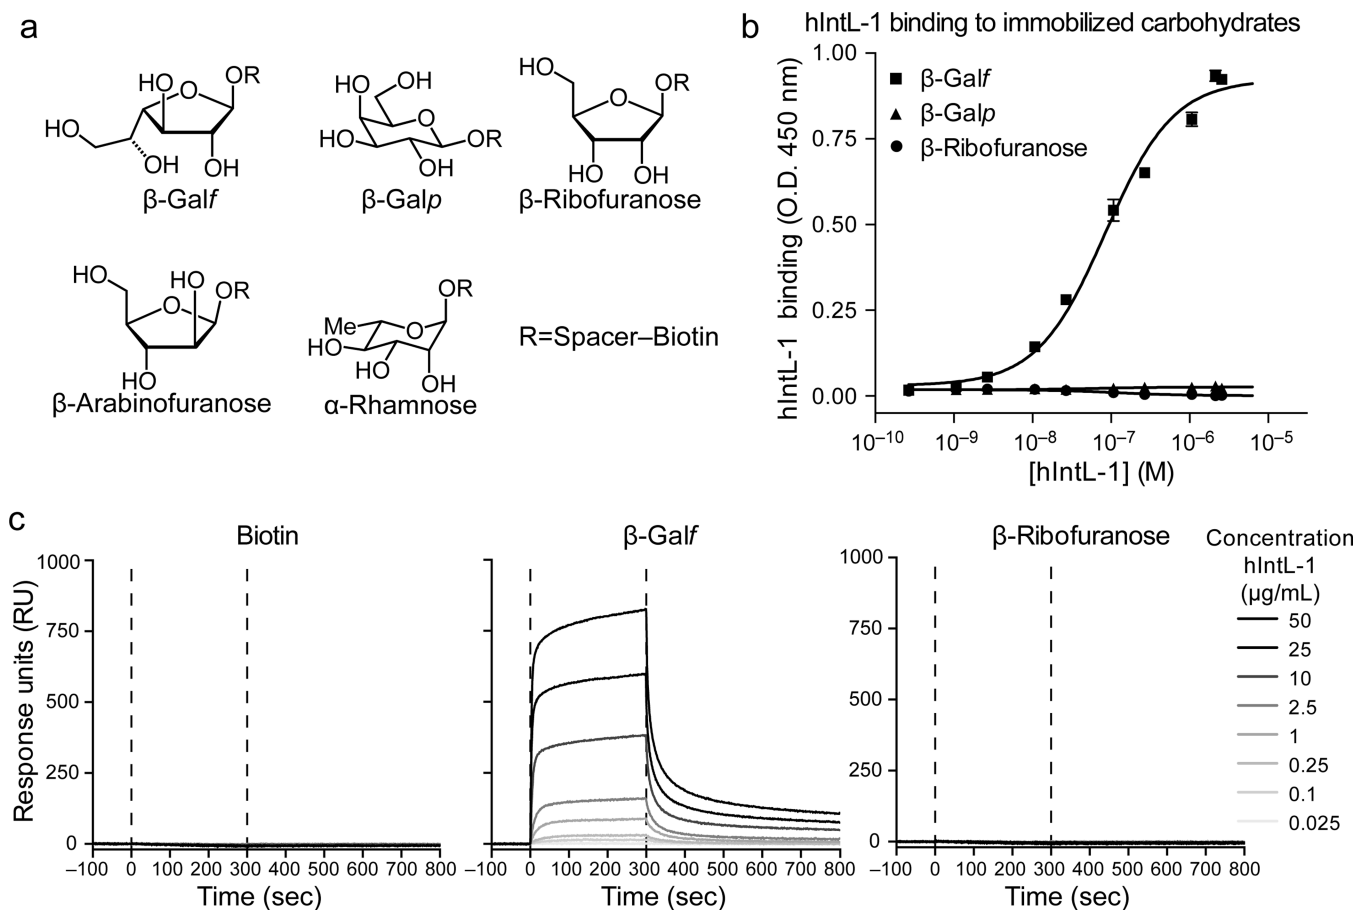 a
HO
HO
O
OR
HO
OH
OH
β-Galf
HO
OH
O
HO
OR
OH
β-Galp
HO
O
OR
HO
OH
β-Ribofuranose
HO
O
HO
OR
HO
β-Arabinofuranose
OR
Me
O
HO
HO
OH
α-Rhamnose
R=Spacer–Biotin
b
hIntL-1 binding to immobilized carbohydrates
hIntL-1 binding (O.D. 450 nm)
1.00
0.75
0.50
0.25
0.00
β-Galf
β-Galp
β-Ribofuranose
10–10
10–9
10–8
10–7
10–6
10–5
[hIntL-1] (M)
c
Biotin
Response units (RU)
1000
750
500
250
0
–100 0 100 200 300 400 500 600 700 800
Time (sec)
β-Galf
–100 0 100 200 300 400 500 600 700 800
Time (sec)
β-Ribofuranose
1000
750
500
250
0
–100 0 100 200 300 400 500 600 700 800
Time (sec)
Concentration
hIntL-1
(μg/mL)
50
25
10
2.5
1
0.25
0.1
0.025